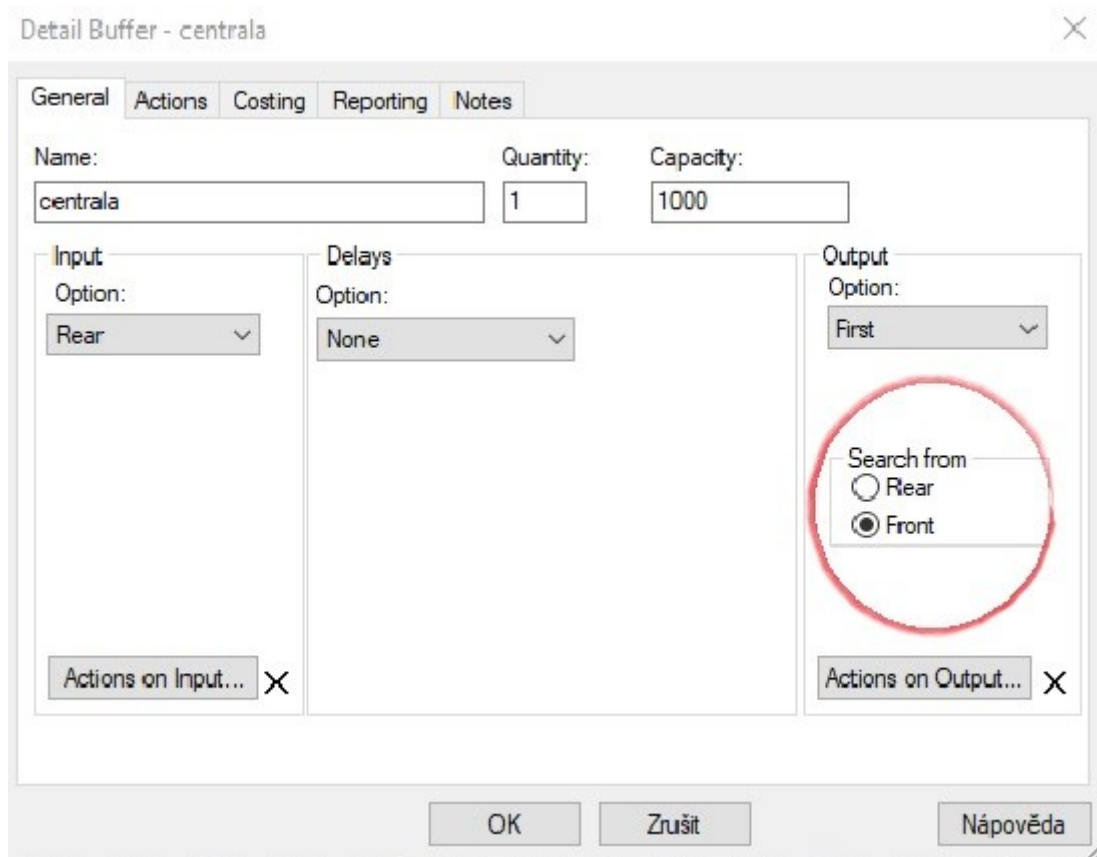 Detail Buffer - centrala
General Actions Costing Reporting Notes
Name: Quantity: Capacity:
centrala 1 1000
Input Delays Output
Option: Option: Option:
Rear None First
Search from
Rear
Front
Actions on Input... X Actions on Output... X
OK Zrušit Nápověda